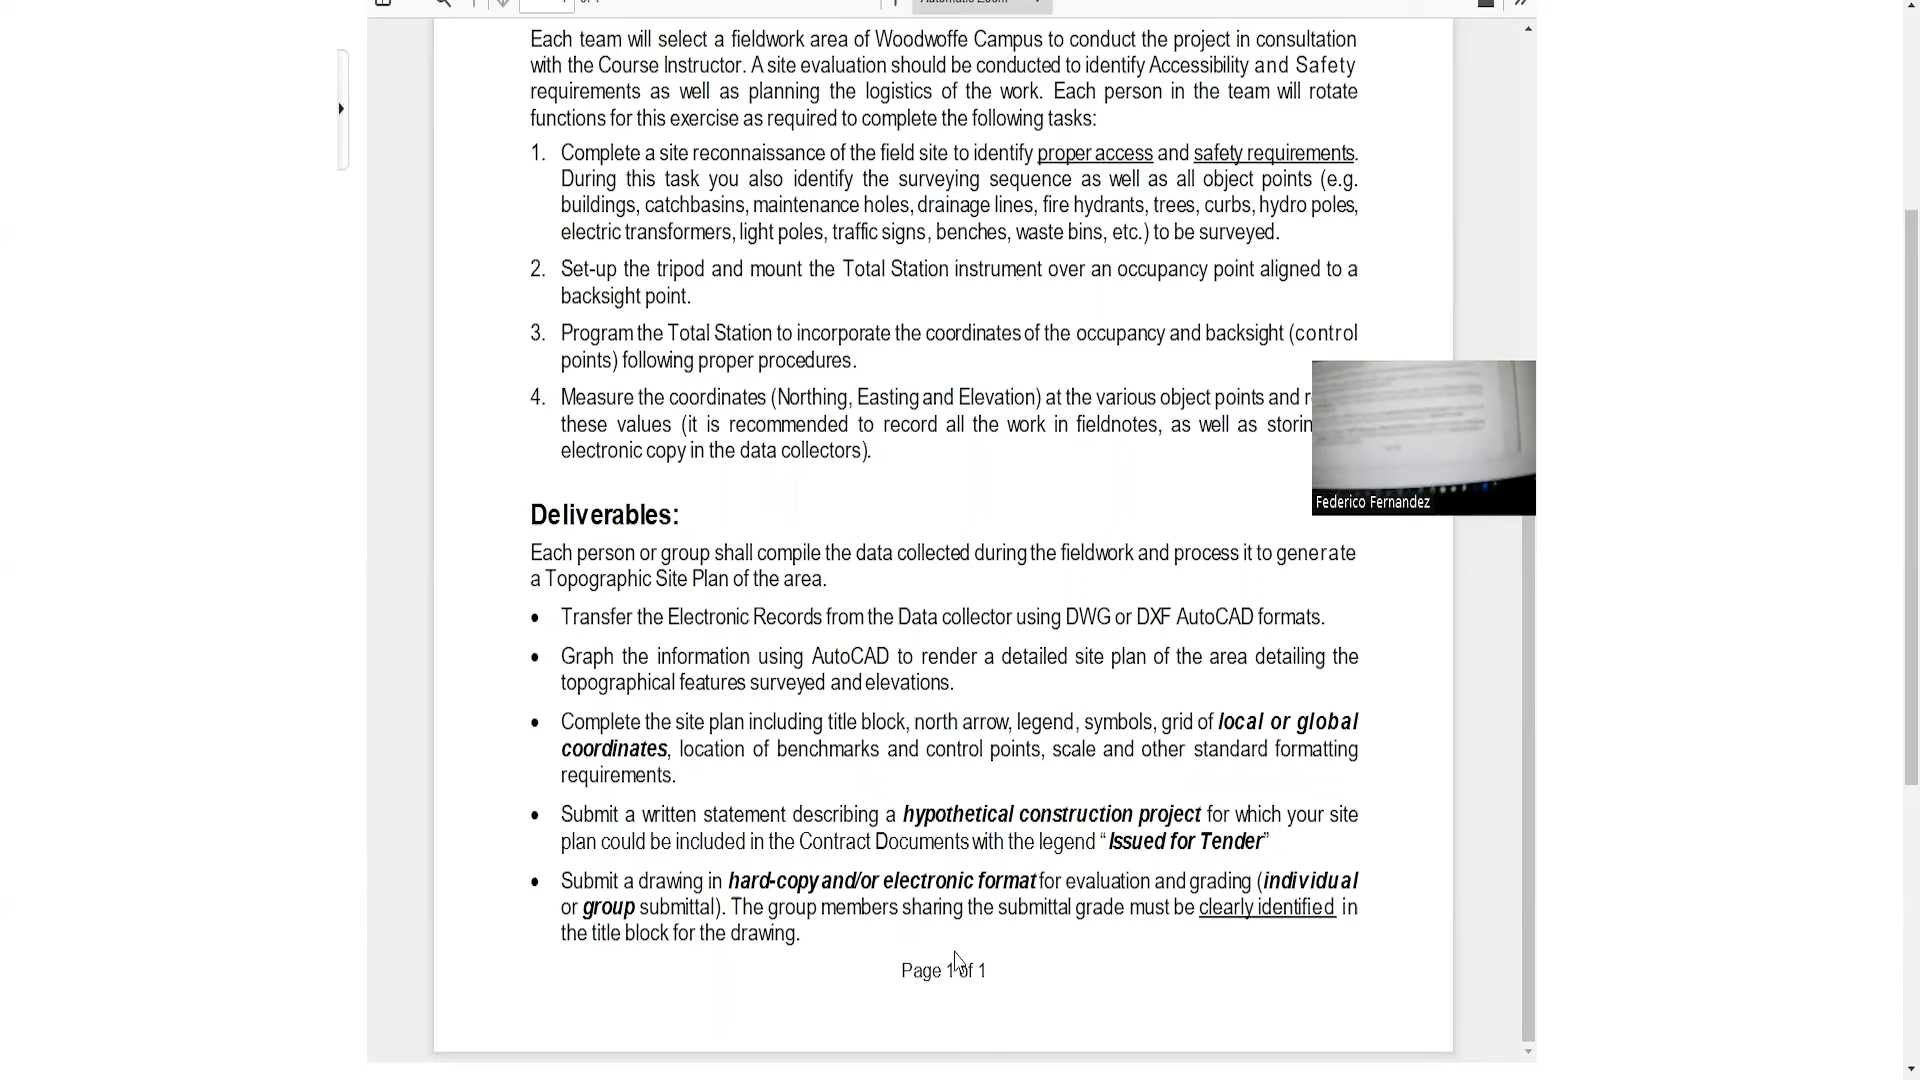 Each team will select a fieldwork area of Woodwoffe Campus to conduct the project in consultation
with the Course Instructor. A site evaluation should be conducted to identify Accessibility and Safety
requirements as well as planning the logistics of the work. Each person in the team will rotate
functions for this exercise as required to complete the following tasks:
1. Complete a site reconnaissance of the field site to identify proper access and safety requirements.
During this task you also identify the surveying sequence as well as all object points (e.g.
buildings, catchbasins, maintenance holes, drainage lines, fire hydrants, trees, curbs, hydro poles,
electric transformers, light poles, traffic signs, benches, waste bins, etc.) to be surveyed.
2. Set-up the tripod and mount the Total Station instrument over an occupancy point aligned to a
backsight point.
3. Program the Total Station to incorporate the coordinates of the occupancy and backsight (control
points) following proper procedures.
4. Measure the coordinates (Northing, Easting and Elevation) at the various object points and
these values (it is recommended to record all the work in fieldnotes, as well as
electronic copy in the data collectors).
Federico Fernandez
Deliverables:
Each person or group shall compile the data collected during the fieldwork and process it to generate
a Topographic Site Plan of the area.
• Transfer the Electronic Records from the Data collector using DWG or DXF AutoCAD formats.
• Graph the information using AutoCAD to render a detailed site plan of the area detailing the
topographical features surveyed and elevations.
• Complete the site plan including title block, north arrow, legend, symbols, grid of local or global
coordinates, location of benchmarks and control points, scale and other standard formatting
requirements.
• Submit a written statement describing a hypothetical construction project for which your site
plan could be included in the Contract Documents with the legend “Issued for Tender”
• Submit a drawing in hard-copy and/or electronic format for evaluation and grading (individual
or group submittal). The group members sharing the submittal grade must be clearly identified in
the title block for the drawing.
Page 1 of 1